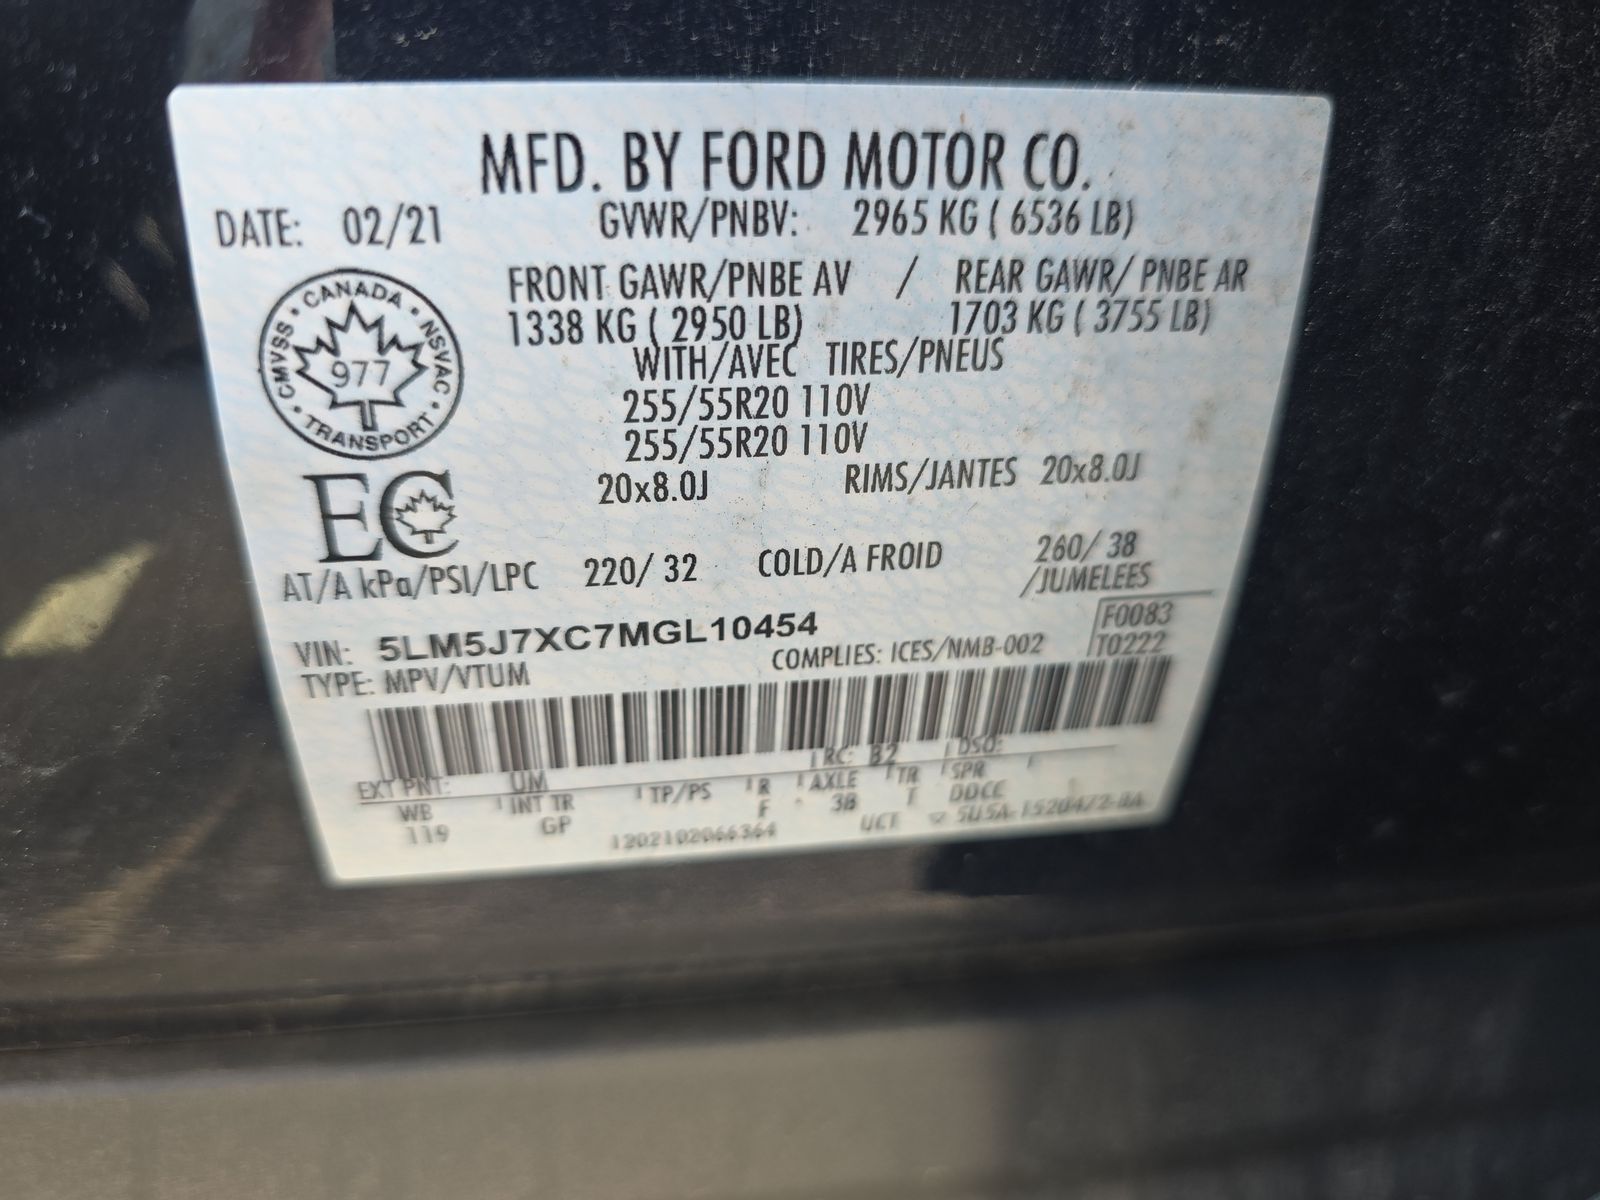 MFD. BY FORD MOTOR CO.
DATE: 02/21 GVWR/PNBV: 2965 KG ( 6536 LB)
FRONT GAWR/PNBE AV / REAR GAWR/ PNBE AR
1338 KG ( 2950 LB) 1703 KG ( 3755 LB)
WITH/AVEC TIRES/PNEUS
255/55R20 110V
255/55R20 110V
20x8.0J RIMS/JANTES 20x8.0J
CANADA · NSVAC · TRANSPORT · CMVSS ·
977
EC
AT/A kPa/PSI/LPC 220/ 32 COLD/A FROID 260/ 38
/JUMELEES
VIN: 5LM5J7XC7MGL10454
F0083
T0222
TYPE: MPV/VTUM COMPLIES: ICES/NMB-002
EXT PNT: UM RC: B2 DSO:
WB INT TR TP/PS R AXLE TR SPR
119 GP F 3B T DDCE
1202102066364 UCT